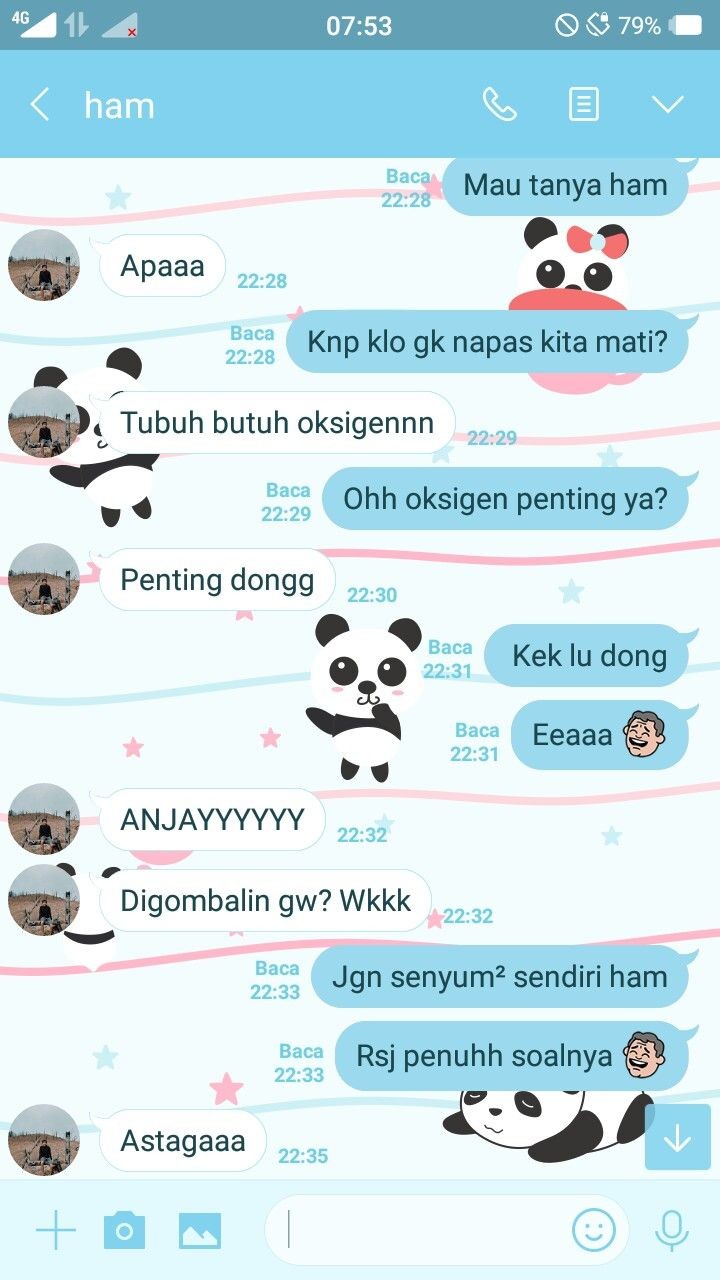 4G 07:53 79%
ham
Mau tanya ham
Baca
22:28
Apaaa
22:28
Knp klo gk napas kita mati?
Baca
22:28
Tubuh butuh oksigennn
22:29
Ohh oksigen penting ya?
Baca
22:29
Penting dongg
22:30
Kek lu dong
Baca
22:31
Eeaaa
Baca
22:31
ANJAYYYYYY
22:32
Digombalin gw? Wkkk
22:32
Jgn senyum² sendiri ham
Baca
22:33
Rsj penuhh soalnya
Baca
22:33
Astagaaa
22:35